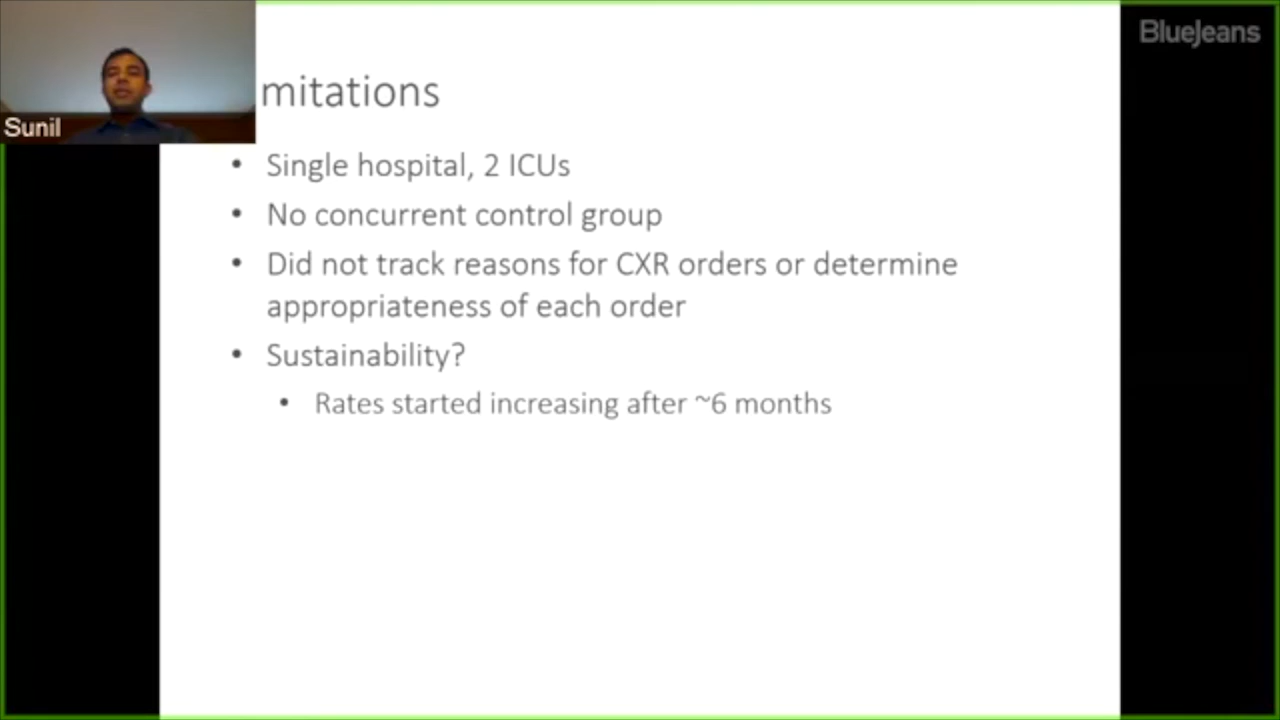 BlueJeans
Sunil
mitations
• Single hospital, 2 ICUs
• No concurrent control group
• Did not track reasons for CXR orders or determine
appropriateness of each order
• Sustainability?
• Rates started increasing after ~6 months